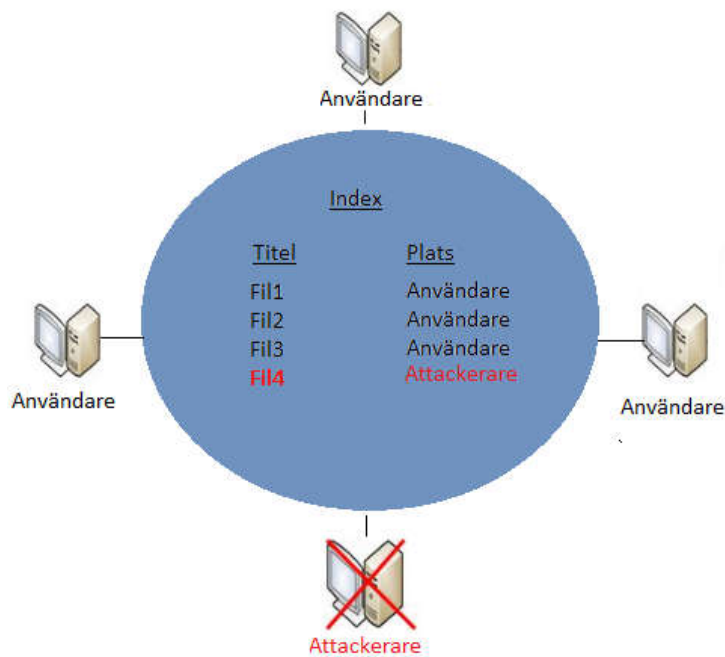 Användare
Index
Titel Plats
Fil1 Användare
Fil2 Användare
Fil3 Användare
Fil4 Attackerare
Användare
Användare
Attackerare